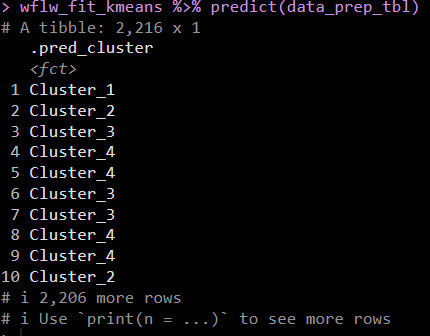 > wflw_fit_kmeans %>% predict(data_prep_tbl)
# A tibble: 2,216 x 1
.pred_cluster
<fct>
1 Cluster_1
2 Cluster_2
3 Cluster_3
4 Cluster_4
5 Cluster_4
6 Cluster_3
7 Cluster_3
8 Cluster_4
9 Cluster_4
10 Cluster_2
# i 2,206 more rows
# i Use `print(n = ...)` to see more rows